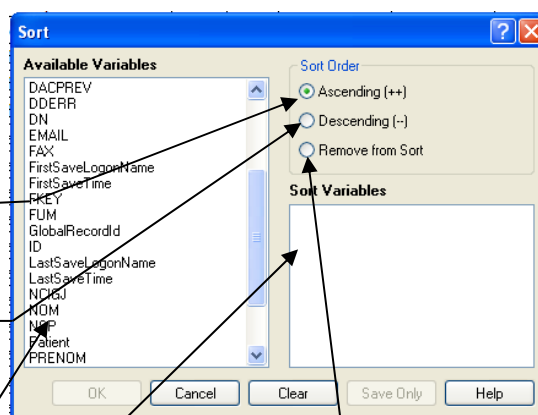 Sort
Available Variables
DACPREV
DDERR
DN
EMAIL
FAX
FirstSaveLogonName
FirstSaveTime
FKEY
FUM
GlobalRecordId
ID
LastSaveLogonName
LastSaveTime
NCIGJ
NOM
NSP
Patient
PRENOM
Sort Order
Ascending (++)
Descending (--)
Remove from Sort
Sort Variables
OK Cancel Clear Save Only Help